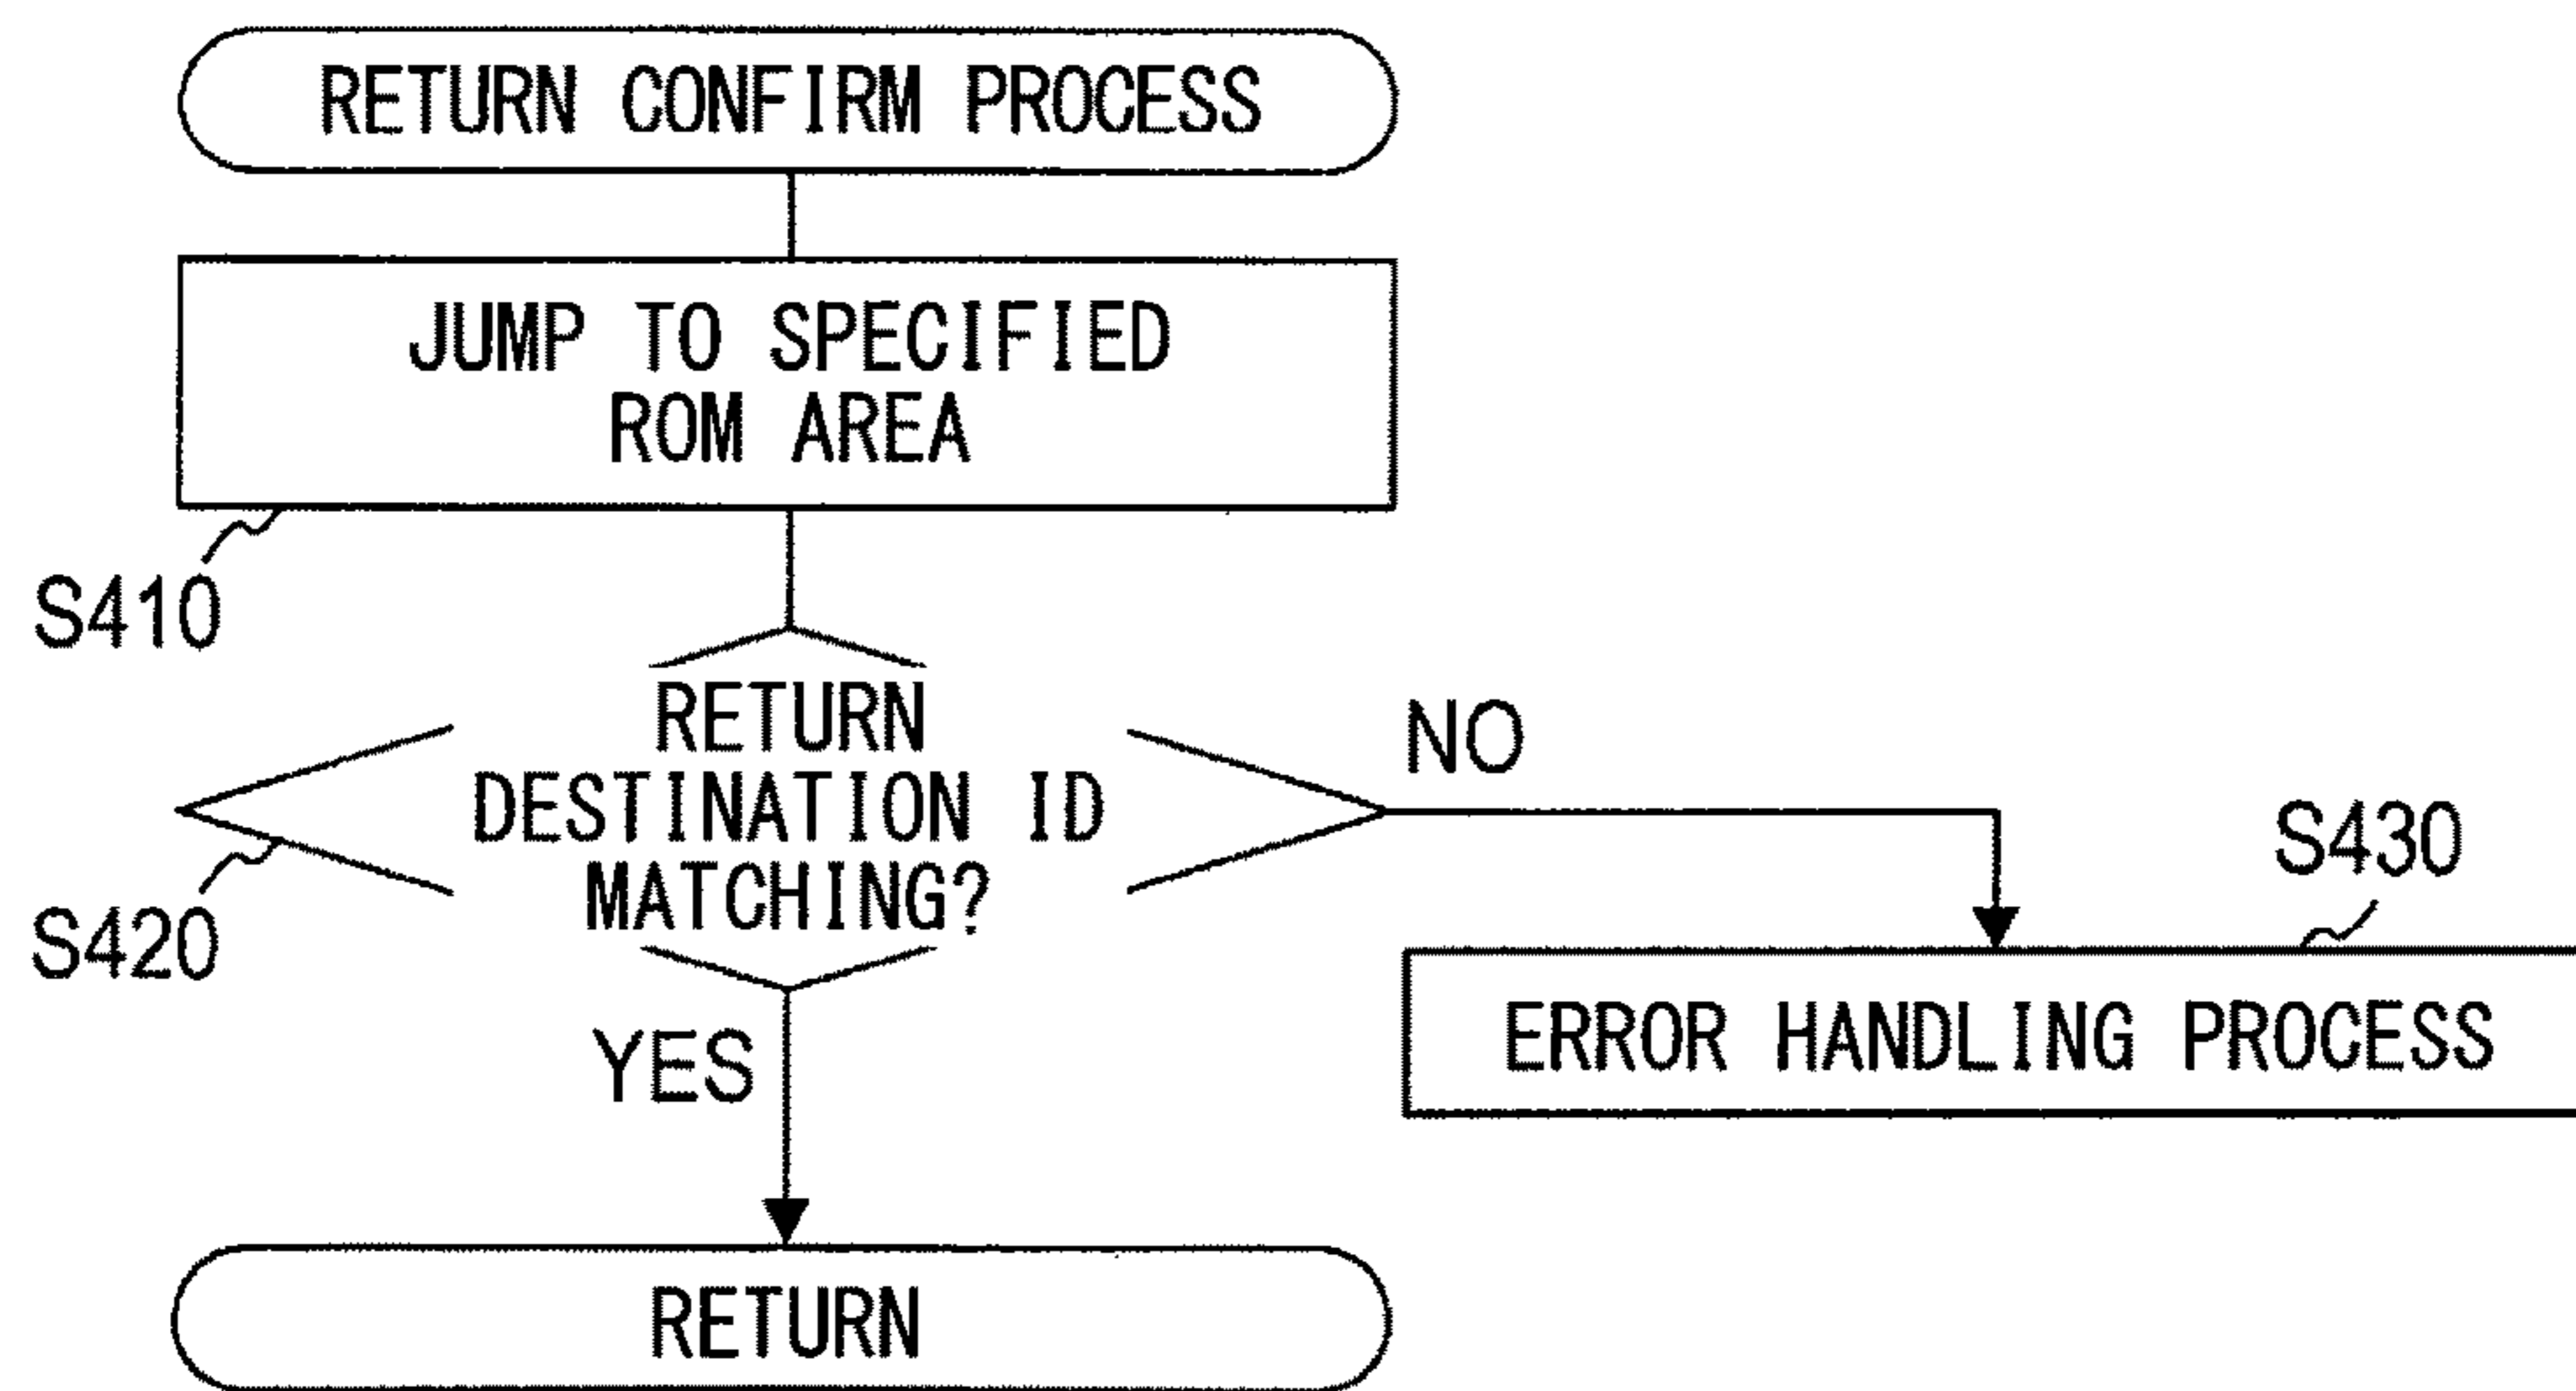 RETURN CONFIRM PROCESS
JUMP TO SPECIFIED
ROM AREA
S410
RETURN
DESTINATION ID
MATCHING?
NO
S420
S430
ERROR HANDLING PROCESS
YES
RETURN